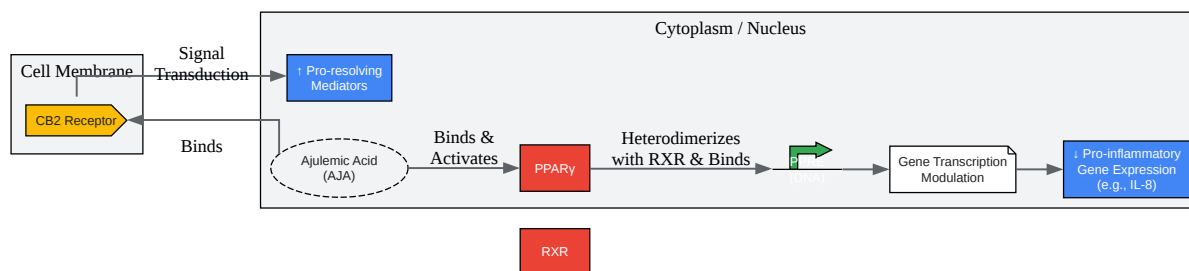 Cytoplasm / Nucleus
Signal
Transduction
Cell Membrane
↑ Pro-resolving
Mediators
CB2 Receptor
Binds
Ajulemic Acid
(AJA)
Binds &
Activates
PPARγ
Heterodimerizes
with RXR & Binds
(DNA)
Gene Transcription
Modulation
↓ Pro-inflammatory
Gene Expression
(e.g., IL-8)
RXR